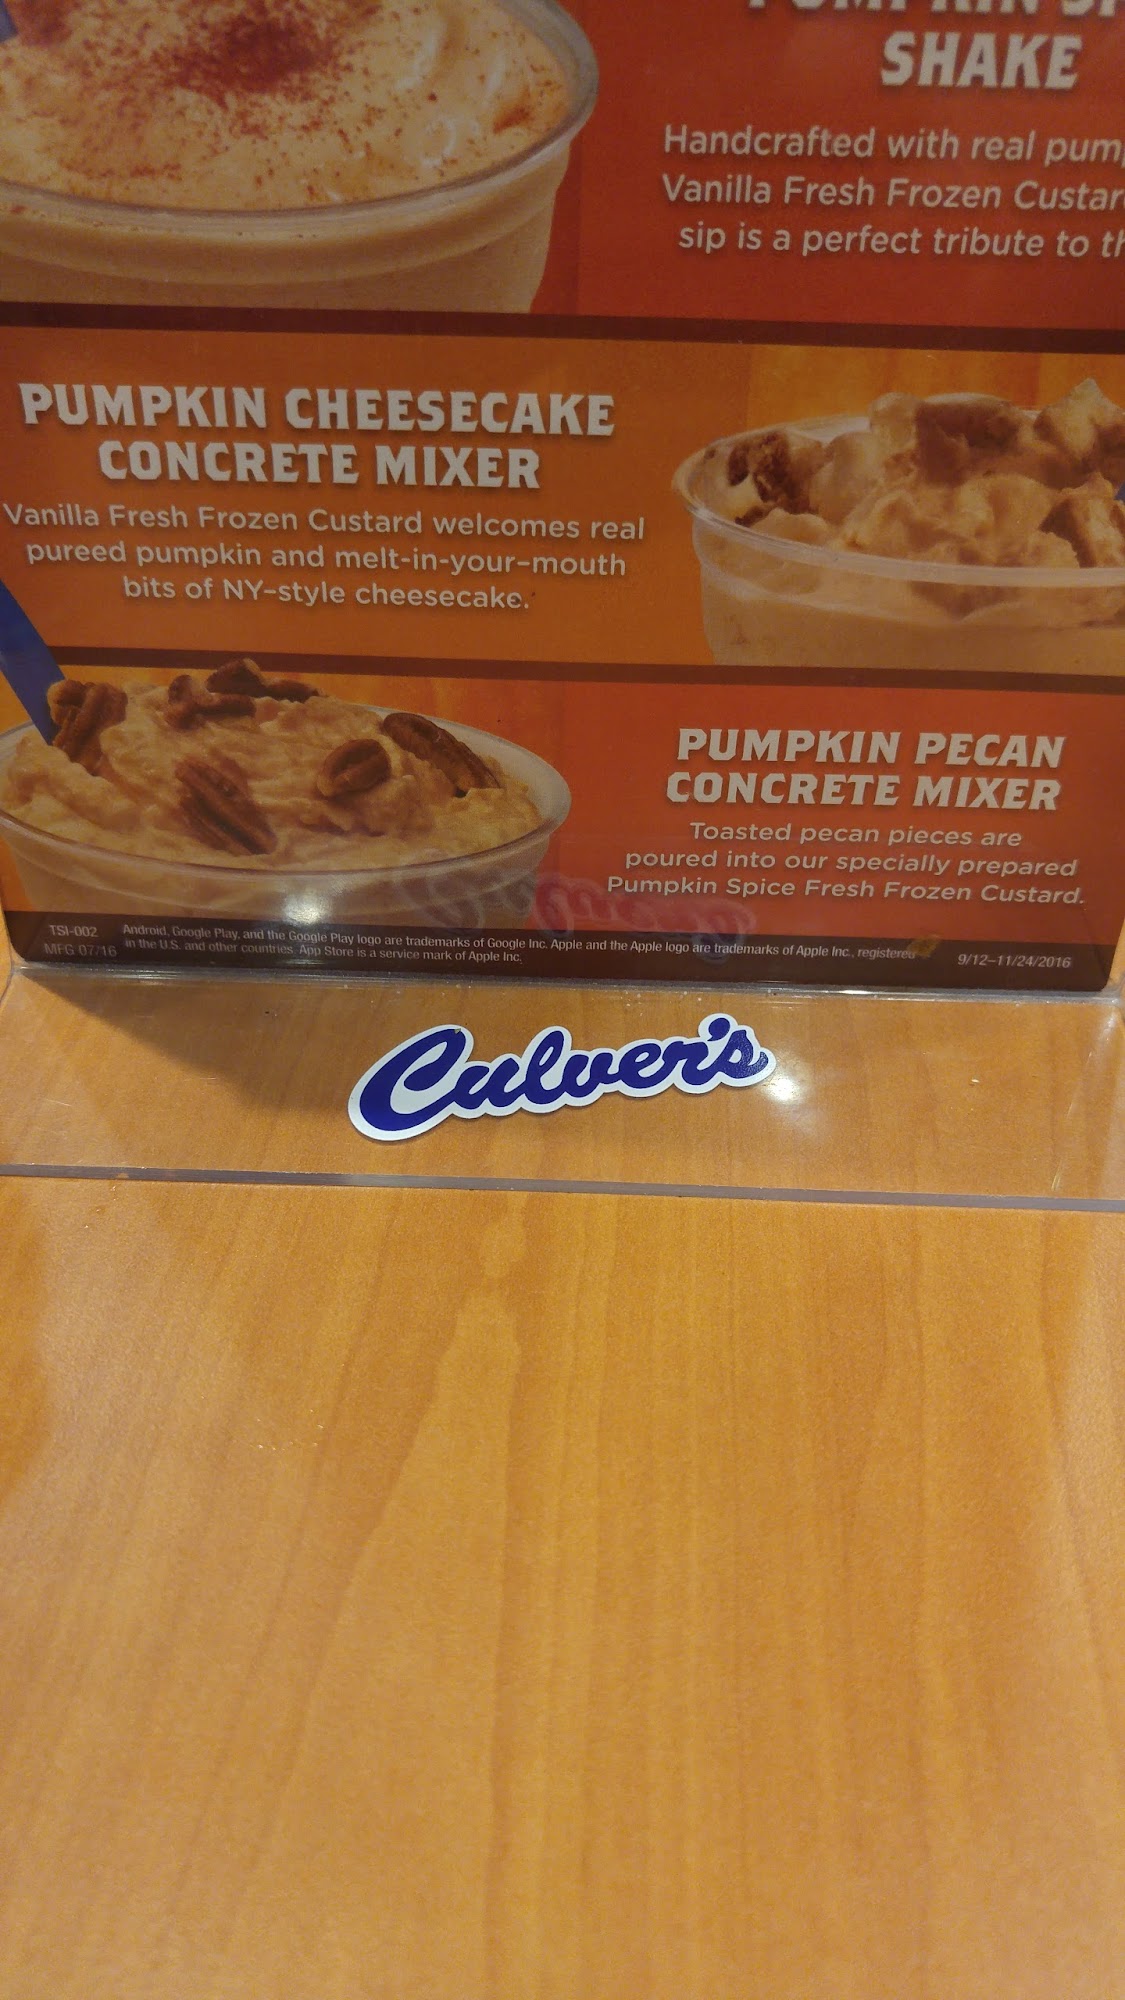 SHAKE
Handcrafted with real
Vanilla Fresh Frozen
sip is a perfect tribute to
PUMPKIN CHEESECAKE
CONCRETE MIXER
Vanilla Fresh Frozen Custard welcomes real
pureed pumpkin and melt-in-your-mouth
bits of NY-style cheesecake.
PUMPKIN PECAN
CONCRETE MIXER
Toasted pecan pieces are
poured into our specially prepared
Pumpkin Spice Fresh Frozen Custard.
TSI-002
MFG 07/16
Android, Google Play, and the Google Play logo are trademarks of Google Inc. Apple and the Apple logo are trademarks of Apple Inc., registered
in the U.S. and other countries. App Store is a service mark of Apple Inc.
9/12–11/24/2016
Culver's